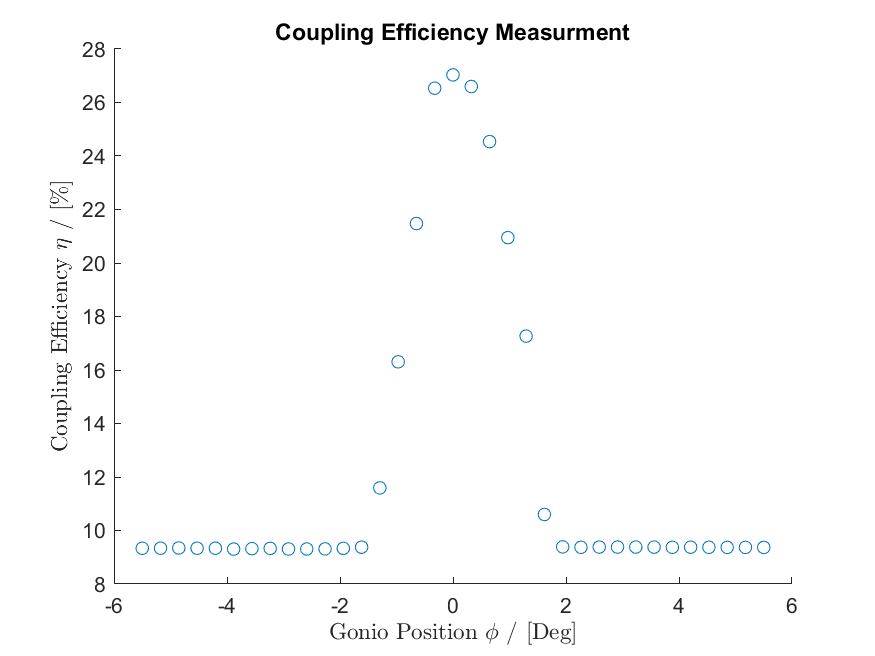 Coupling Efficiency Measurment
28
26
24
22
20
18
16
14
12
10
8
Coupling Efficiency η / [%]
-6 -4 -2 0 2 4 6
Gonio Position ϕ / [Deg]